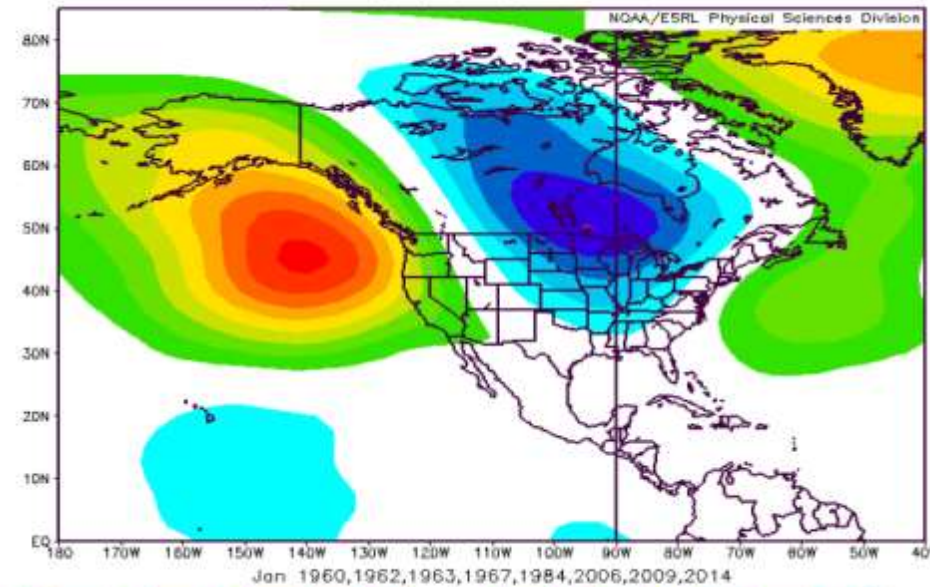 NOAA/ESRL Physical Sciences Division
80N
70N
60N
50N
40N
30N
20N
10N
EQ
180 170W 160W 150W 140W 130W 120W 110W 100W 90W 80W 70W 60W 50W 40
Jan 1960,1962,1963,1967,1984,2006,2009,2014